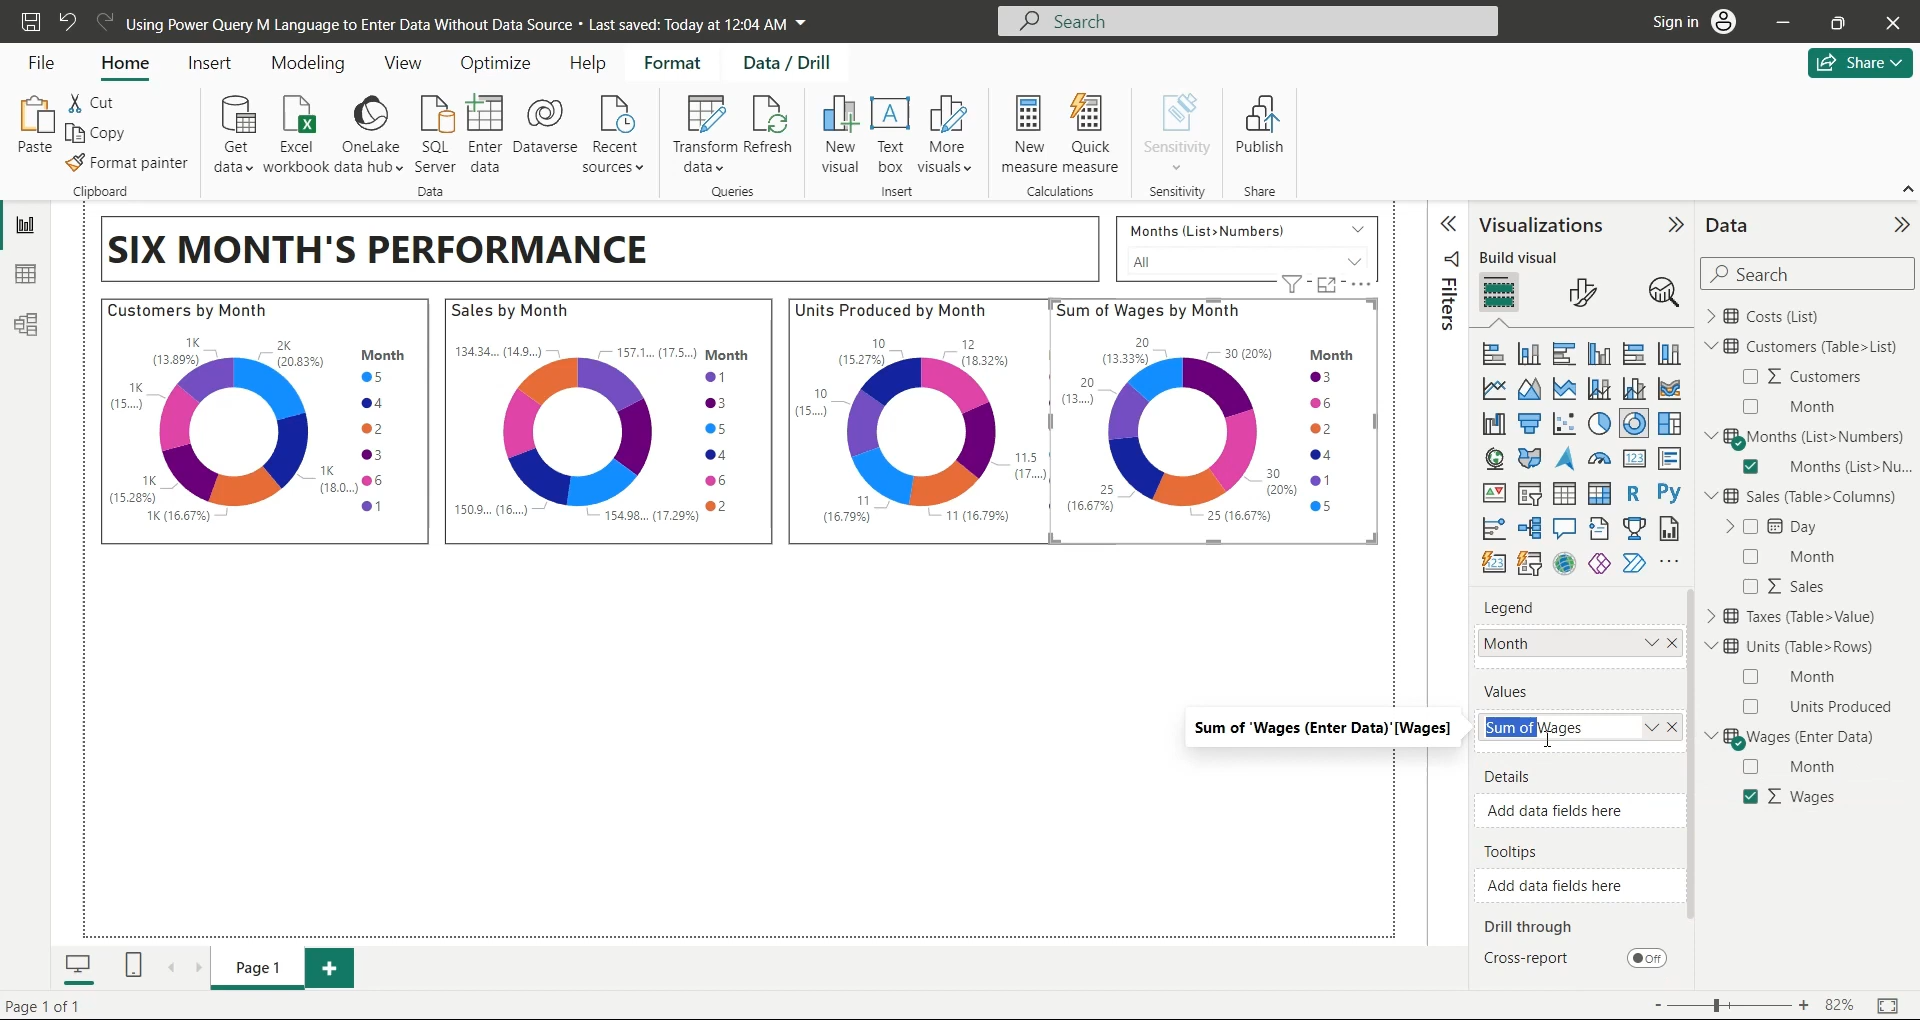 Using Power Query M Language to Enter Data Without Data Source • Last saved: Today at 12:04 AM
Search
Sign in
File
Home
Insert
Modeling
View
Optimize
Help
Format
Data / Drill
Share
Paste
Cut
Copy
Format painter
Clipboard
Get data
Excel workbook
OneLake data hub
SQL Server
Enter data
Dataverse
Recent sources
Data
Transform data
Refresh
Queries
New visual
Text box
More visuals
Insert
New measure
Quick measure
Calculations
Sensitivity
Sensitivity
Publish
Share
SIX MONTH'S PERFORMANCE
Months (List>Numbers)
All
Customers by Month
1K
(13.89%)
2K
(20.83%)
1K
(15....)
1K
(15.28%)
1K (16.67%)
1K
(18.0...)
Month
5
4
2
3
6
1
Sales by Month
134.34... (14.9...)
157.1... (17.5...)
150.9... (16....)
154.98... (17.29%)
Month
1
3
5
4
6
2
Units Produced by Month
10
(15.27%)
12
(18.32%)
10
(15....)
11.5
(17....)
11
(16.79%)
11 (16.79%)
Sum of Wages by Month
20
(13.33%)
30 (20%)
20
(13....)
30
(20%)
25
(16.67%)
25 (16.67%)
Month
3
6
2
4
1
5
Filters
Visualizations
Build visual
123
R
Py
123
Legend
Month
Values
Sum of Wages
Sum of 'Wages (Enter Data)'[Wages]
Details
Add data fields here
Tooltips
Add data fields here
Drill through
Cross-report
Off
Data
Search
Costs (List)
Customers (Table>List)
Customers
Month
Months (List>Numbers)
Months (List>Nu...
Sales (Table>Columns)
Day
Month
Sales
Taxes (Table>Value)
Units (Table>Rows)
Month
Units Produced
Wages (Enter Data)
Month
Wages
Page 1
Page 1 of 1
82%